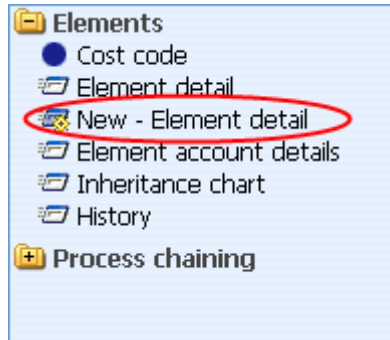 Elements
Cost code
Element detail
New - Element detail
Element account details
Inheritance chart
History
Process chaining